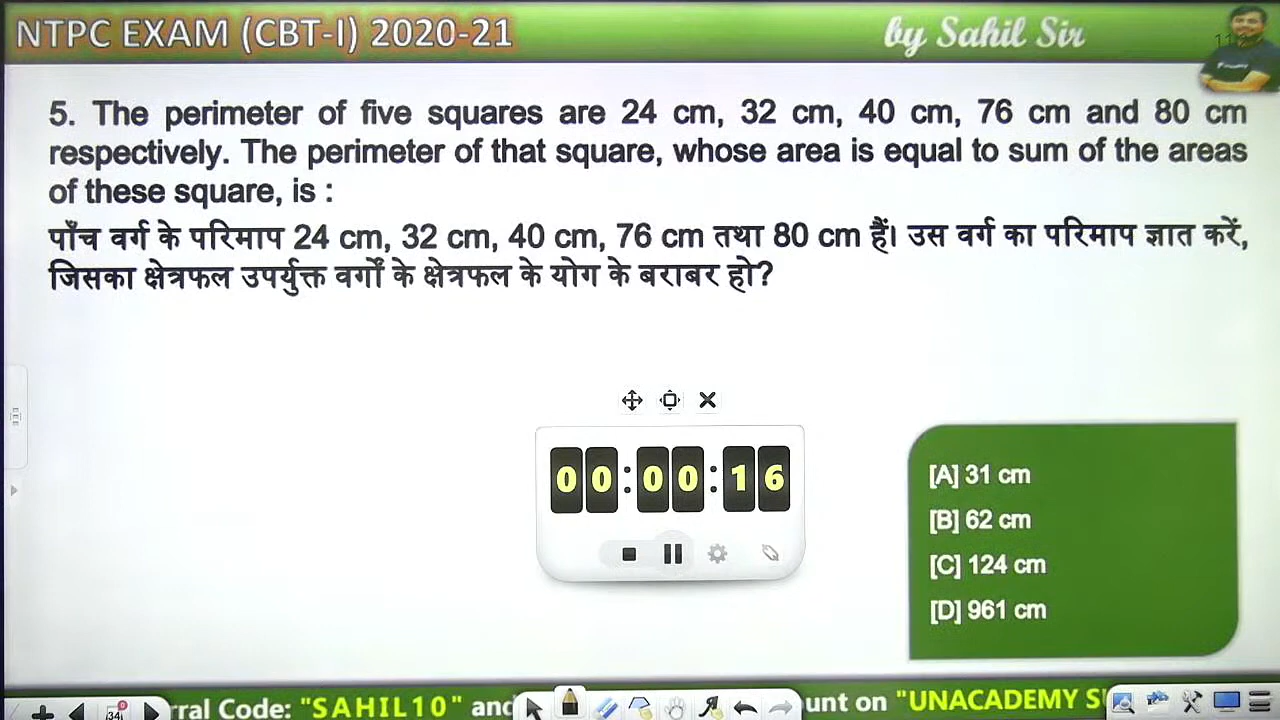 NTPC EXAM (CBT-I) 2020-21
by Sahil Sir
5. The perimeter of five squares are 24 cm, 32 cm, 40 cm, 76 cm and 80 cm
respectively. The perimeter of that square, whose area is equal to sum of the areas
of these square, is :
पाँच वर्ग के परिमाप 24 cm, 32 cm, 40 cm, 76 cm तथा 80 cm हैं। उस वर्ग का परिमाप ज्ञात करें,
जिसका क्षेत्रफल उपर्युक्त वर्गों के क्षेत्रफल के योग के बराबर हो?
00:00:16
[A] 31 cm
[B] 62 cm
[C] 124 cm
[D] 961 cm
34
rral Code: "SAHIL10" and
unt on "UNACADEMY S